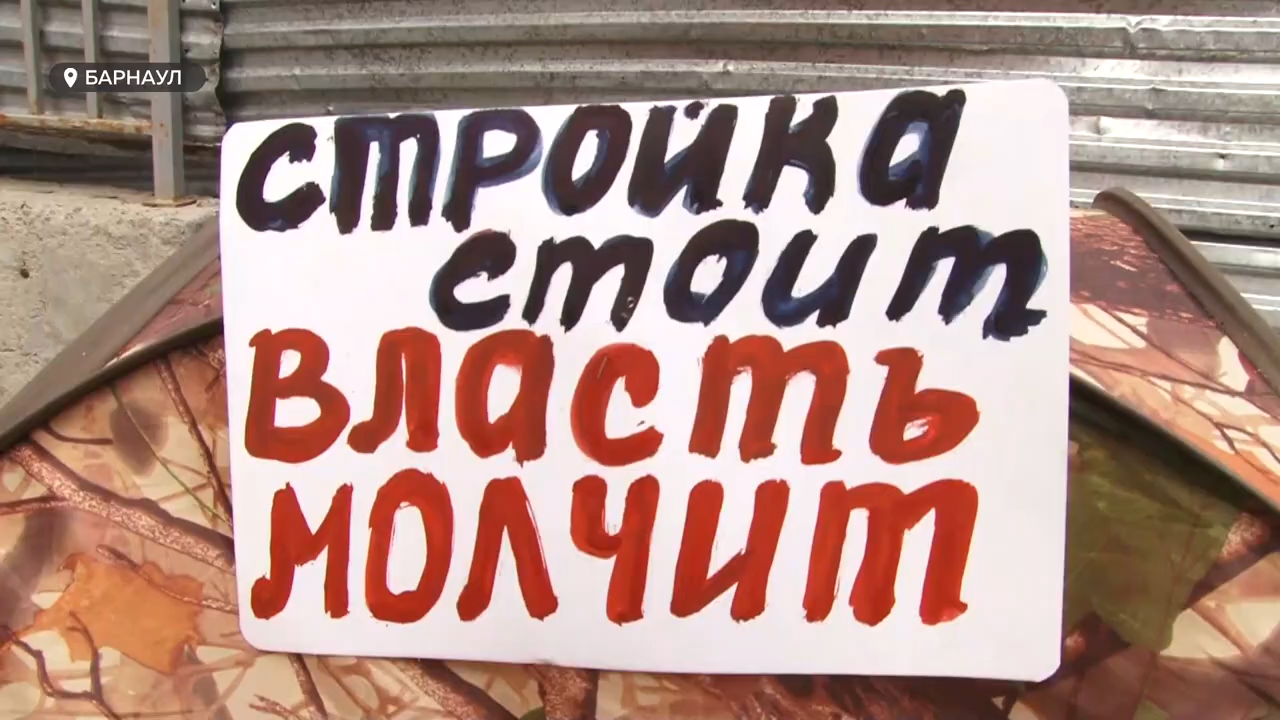 БАРНАУЛ
стройка
стоит
власть
молчит